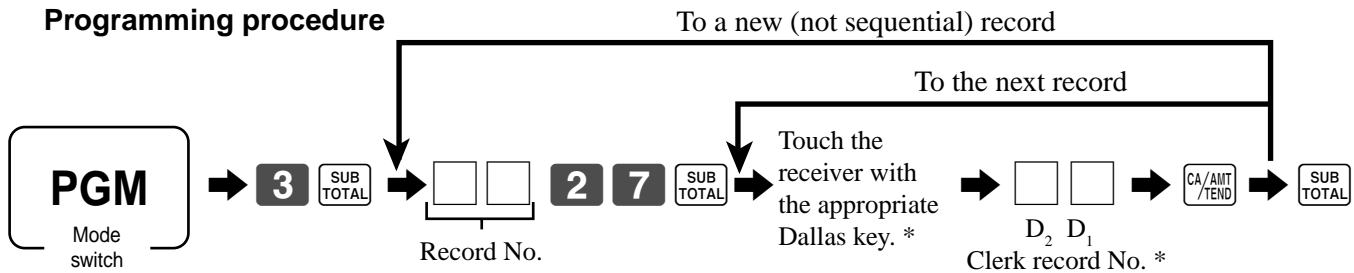 Programming procedure
To a new (not sequential) record
To the next record
PGM
Mode
switch
3 SUB TOTAL
Record No.
2 7 SUB TOTAL
Touch the
receiver with
the appropriate
Dallas key. *
D2 D1
Clerk record No. *
CA/AMT/TEND
SUB TOTAL